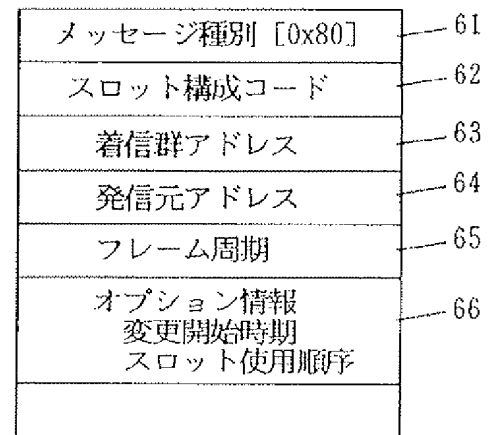 メッセージ種別［0x80］ 61
スロット構成コード 62
着信群アドレス 63
発信元アドレス 64
フレーム周期 65
オプション情報 66
変更開始時期
スロット使用順序